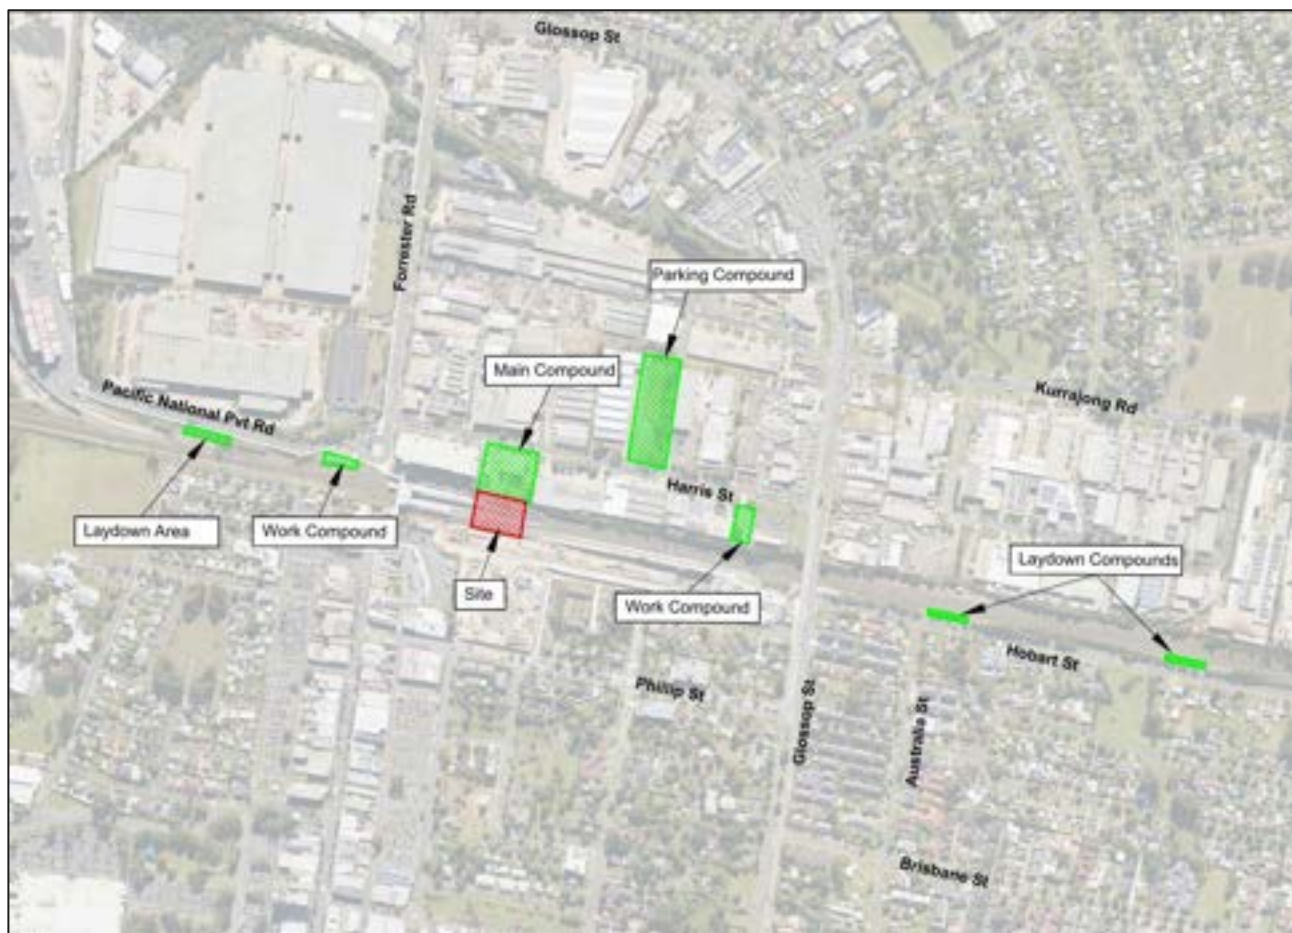 Glossop St
Forrester Rd
Parking Compound
Main Compound
Kurrajong Rd
Pacific National Pvt Rd
Harris St
Laydown Area
Work Compound
Laydown Compounds
Site
Work Compound
Hobart St
Phillip St
Glossop St
Australia St
Brisbane St